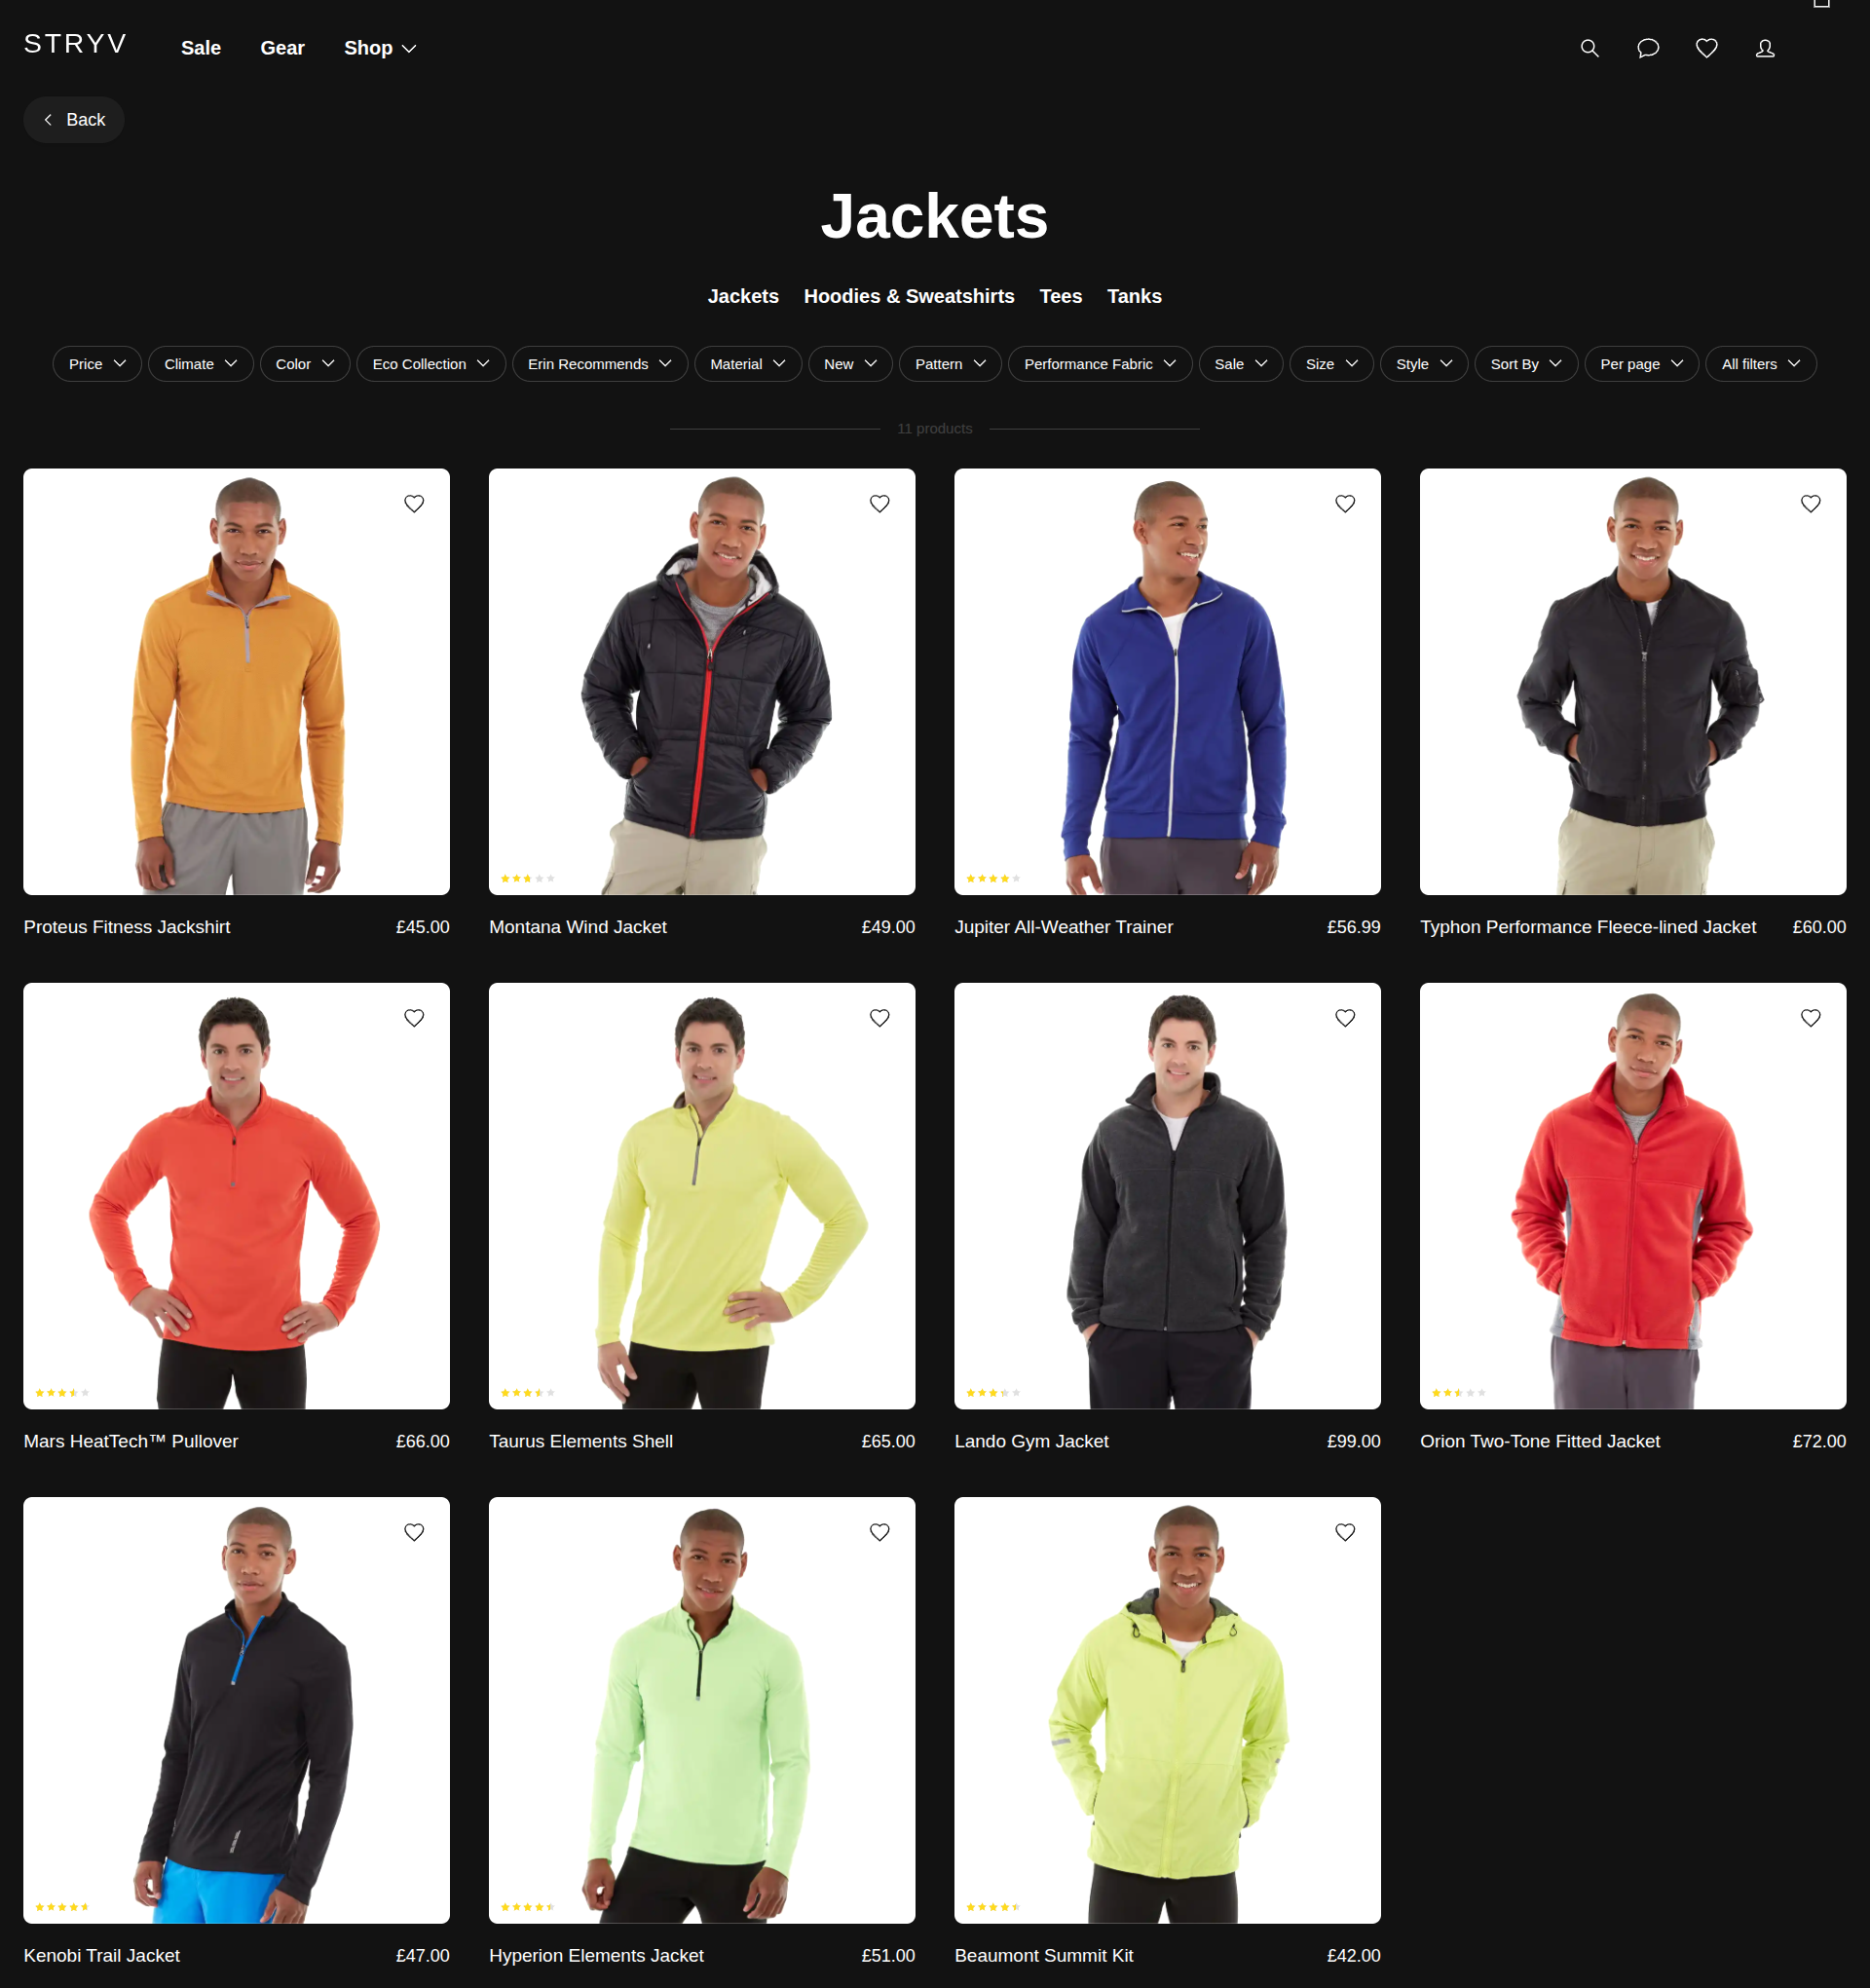 STRYV Sale Gear Shop
Back
Jackets
Jackets Hoodies & Sweatshirts Tees Tanks
Price Climate Color Eco Collection Erin Recommends Material New Pattern Performance Fabric Sale Size Style Sort By Per page All filters
11 products
Proteus Fitness Jackshirt £45.00 Montana Wind Jacket £49.00 Jupiter All-Weather Trainer £56.99 Typhon Performance Fleece-lined Jacket £60.00
Mars HeatTech™ Pullover £66.00 Taurus Elements Shell £65.00 Lando Gym Jacket £99.00 Orion Two-Tone Fitted Jacket £72.00
Kenobi Trail Jacket £47.00 Hyperion Elements Jacket £51.00 Beaumont Summit Kit £42.00